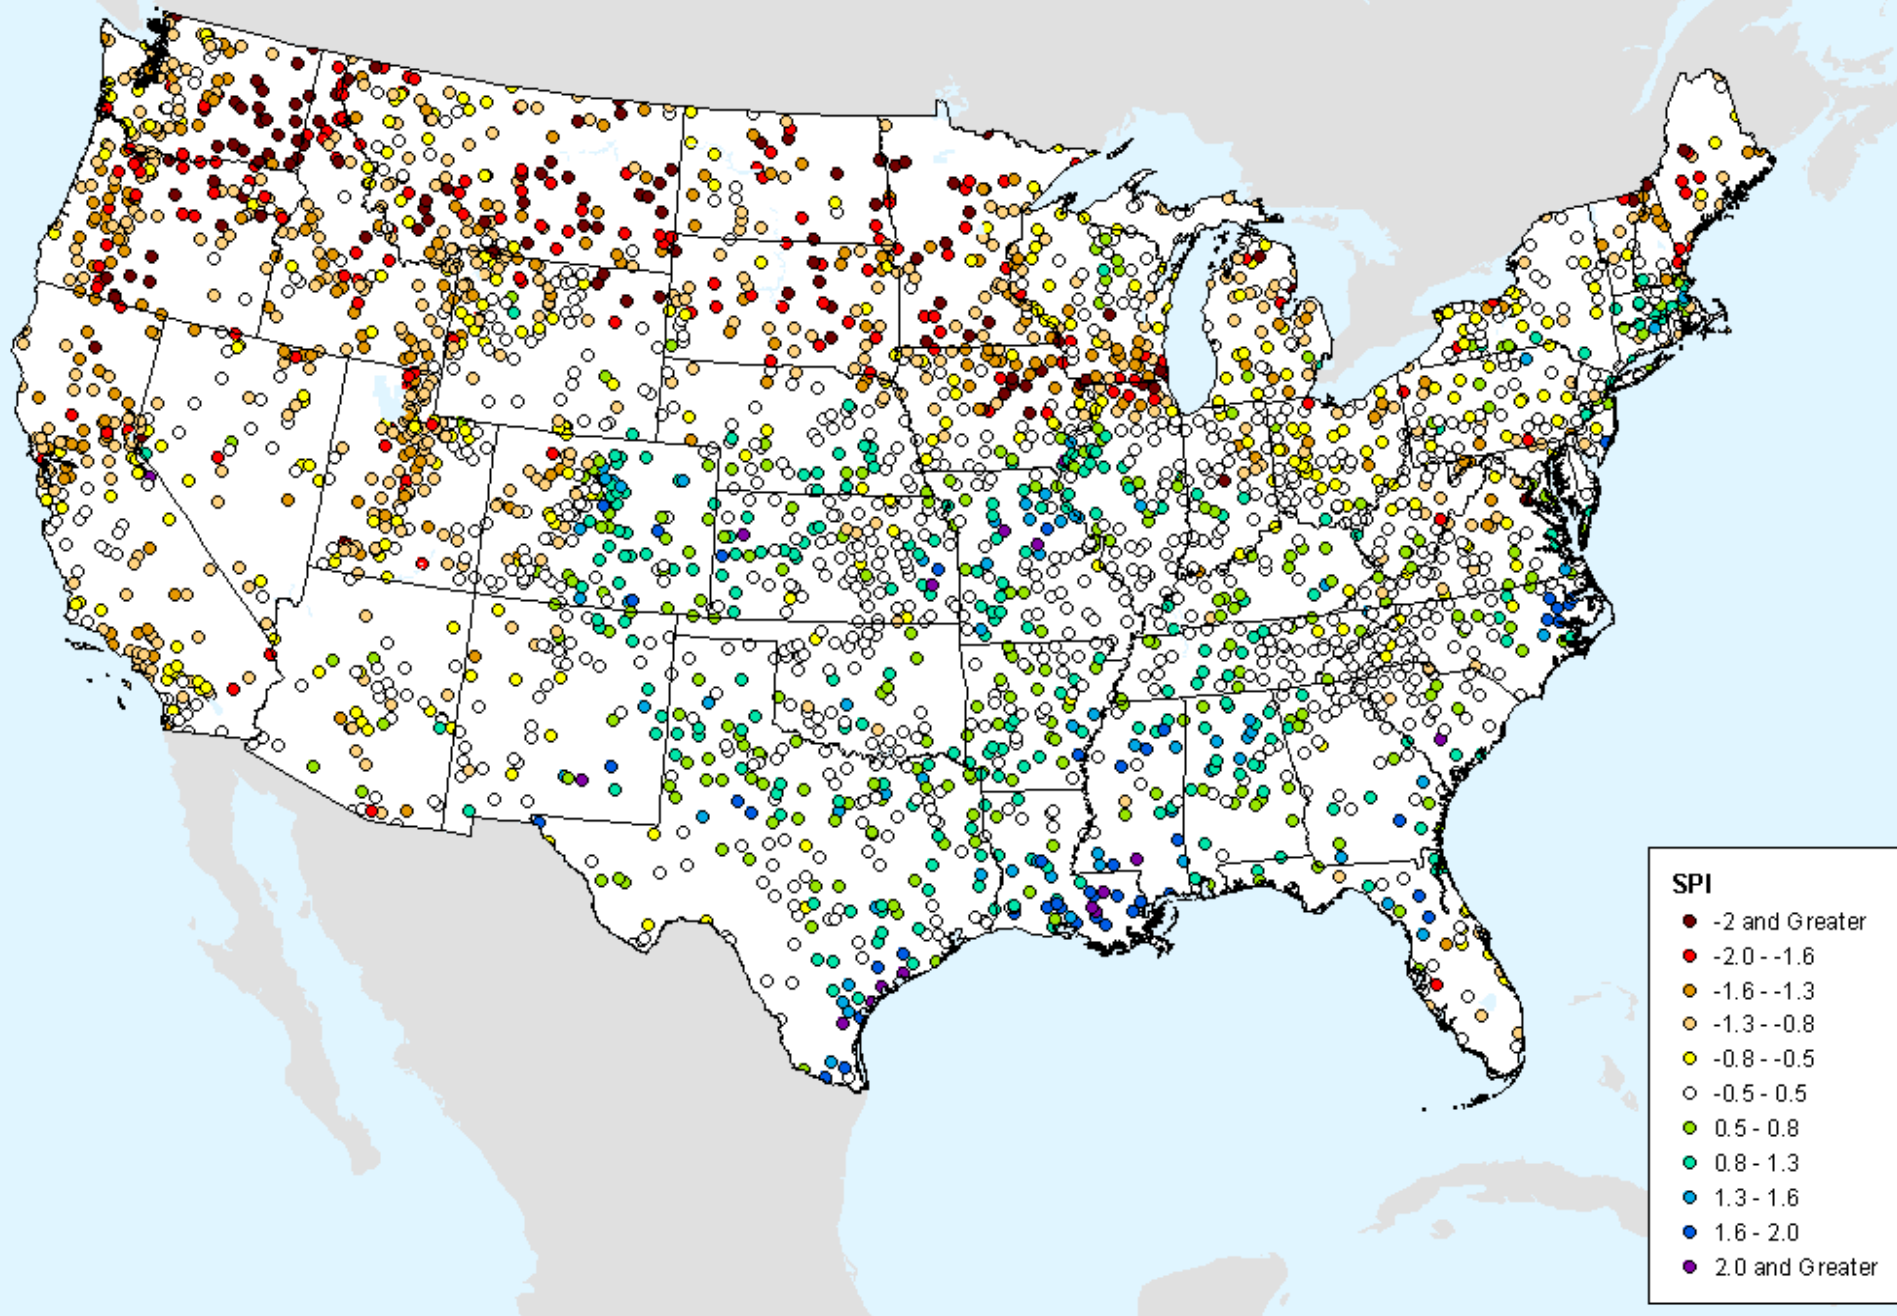 SPI
-2 and Greater
-2.0 - -1.6
-1.6 - -1.3
-1.3 - -0.8
-0.8 - -0.5
-0.5 - 0.5
0.5 - 0.8
0.8 - 1.3
1.3 - 1.6
1.6 - 2.0
2.0 and Greater